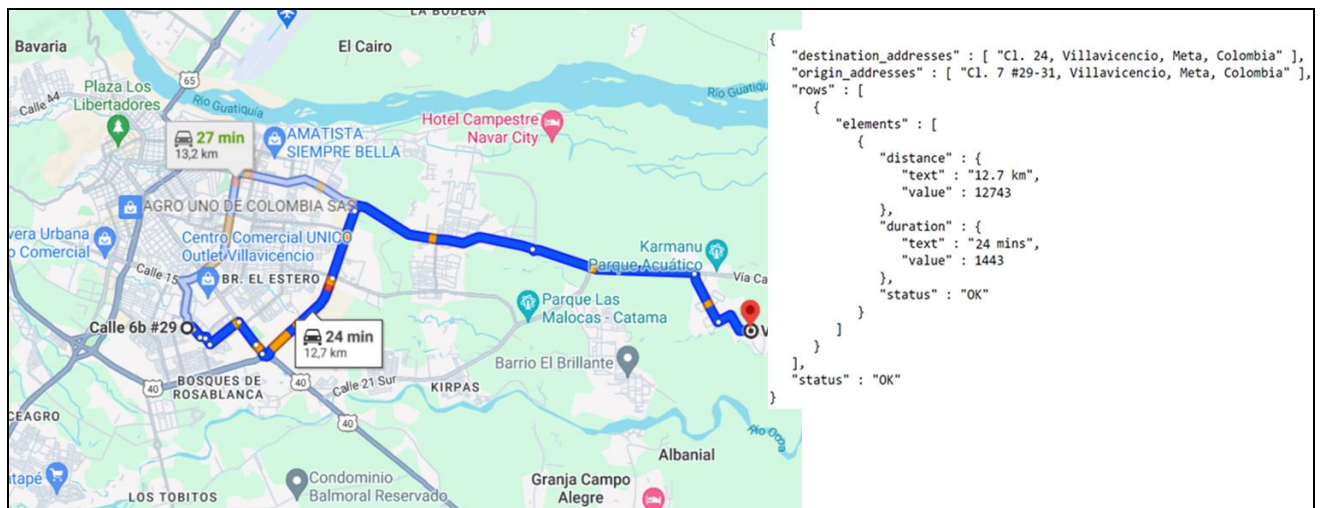 LA BODEGA
Bavaria
El Cairo
65
Plaza Los
Libertadores
Calle 44
Río Guatiquía
Río Guatiqu
Hotel Campestre
Navar City
27 min
13,2 km
AMATISTA
SIEMPRE BELLA
AGRO UNO DE COLOMBIA SAS
vera Urbana
o Comercial
Centro Comercial UNICO
Outlet Villavicencio
Karmanu
Parque Acuático
Calle 15
BR. EL ESTERO
Vía Ca
Parque Las
Malocas - Catama
Calle 6b #29
24 min
12,7 km
V
Barrio El Brillante
BOSQUES DE
ROSABLANCA
40
40
Calle 21 Sur
KIRPAS
40
CEAGRO
Río Ocoa
Albanial
tapé
Condominio
Balmoral Reservado
Granja Campo
Alegre
LOS TOBITOS
{
"destination_addresses" : [ "Cl. 24, Villavicencio, Meta, Colombia" ],
"origin_addresses" : [ "Cl. 7 #29-31, Villavicencio, Meta, Colombia" ],
"rows" : [
{
"elements" : [
{
"distance" : {
"text" : "12.7 km",
"value" : 12743
},
"duration" : {
"text" : "24 mins",
"value" : 1443
},
"status" : "OK"
}
]
}
],
"status" : "OK"
}